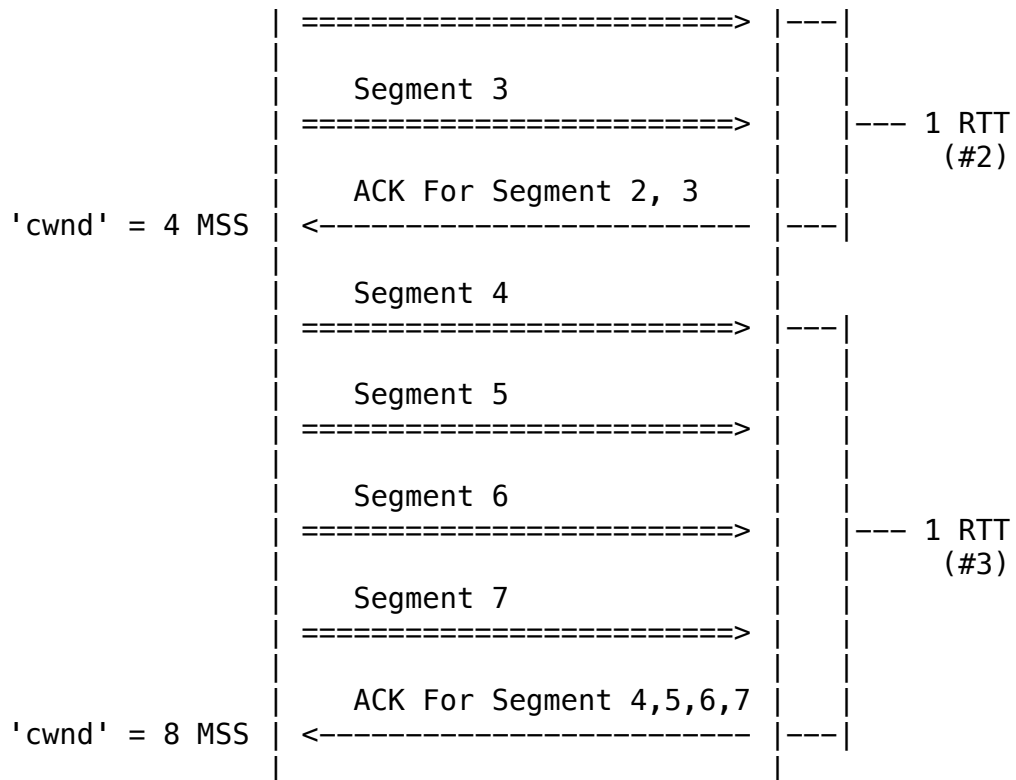 Segment 3
1 RTT
(#2)
ACK For Segment 2, 3
'cwnd' = 4 MSS
Segment 4
Segment 5
Segment 6
1 RTT
(#3)
Segment 7
ACK For Segment 4,5,6,7
'cwnd' = 8 MSS